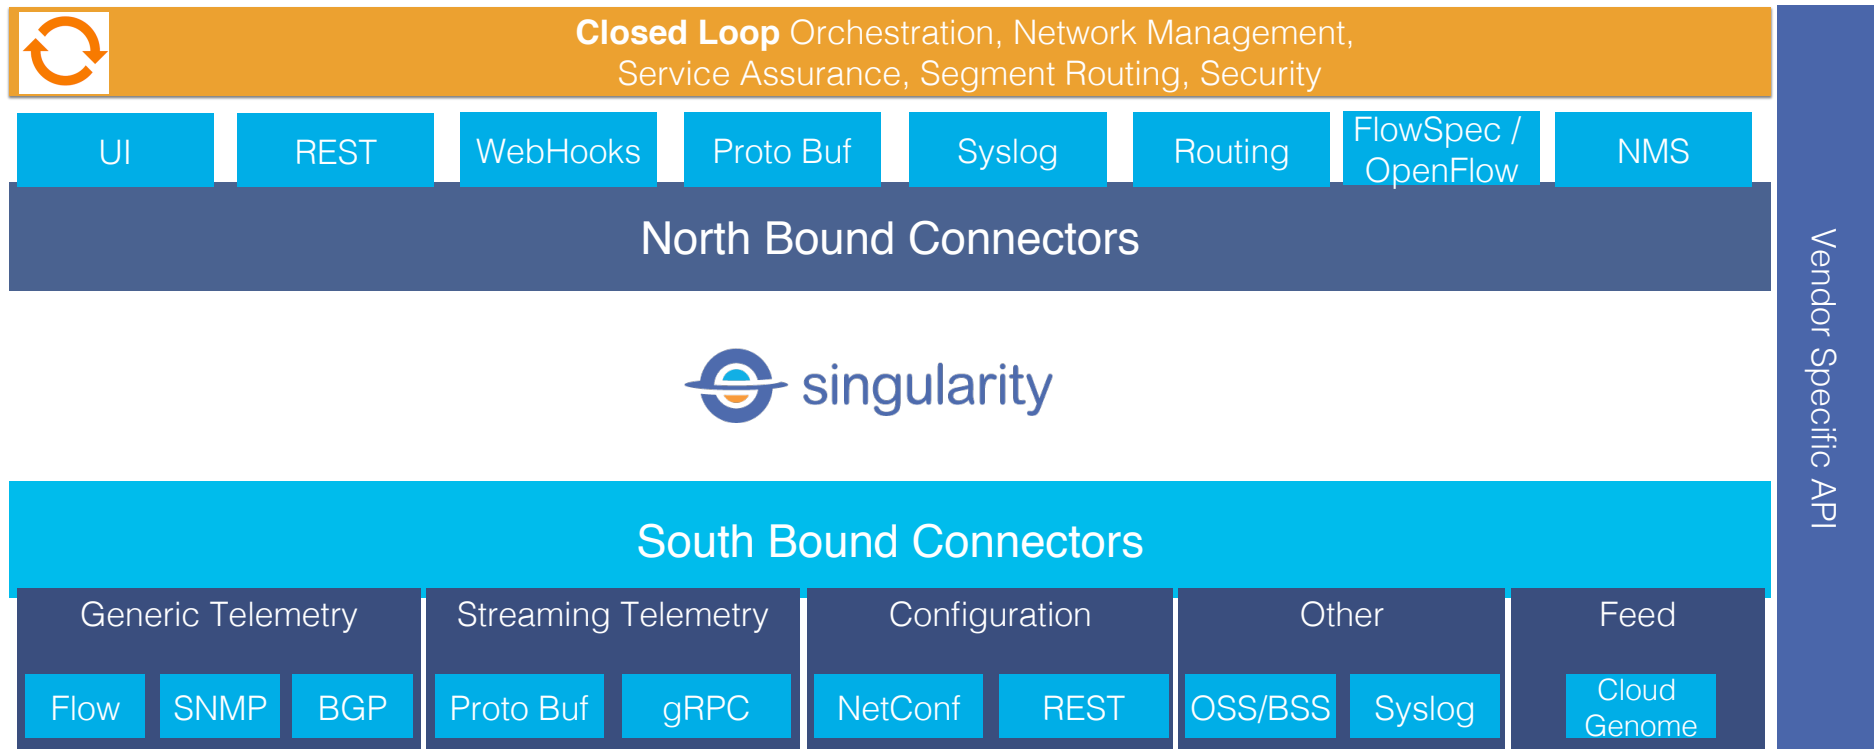 Closed Loop Orchestration, Network Management,
Service Assurance, Segment Routing, Security
UI
REST
WebHooks
Proto Buf
Syslog
Routing
FlowSpec /
OpenFlow
NMS
North Bound Connectors
singularity
South Bound Connectors
Generic Telemetry
Flow
SNMP
BGP
Streaming Telemetry
Proto Buf
gRPC
Configuration
NetConf
REST
Other
OSS/BSS
Syslog
Feed
Cloud
Genome
Vendor Specific API